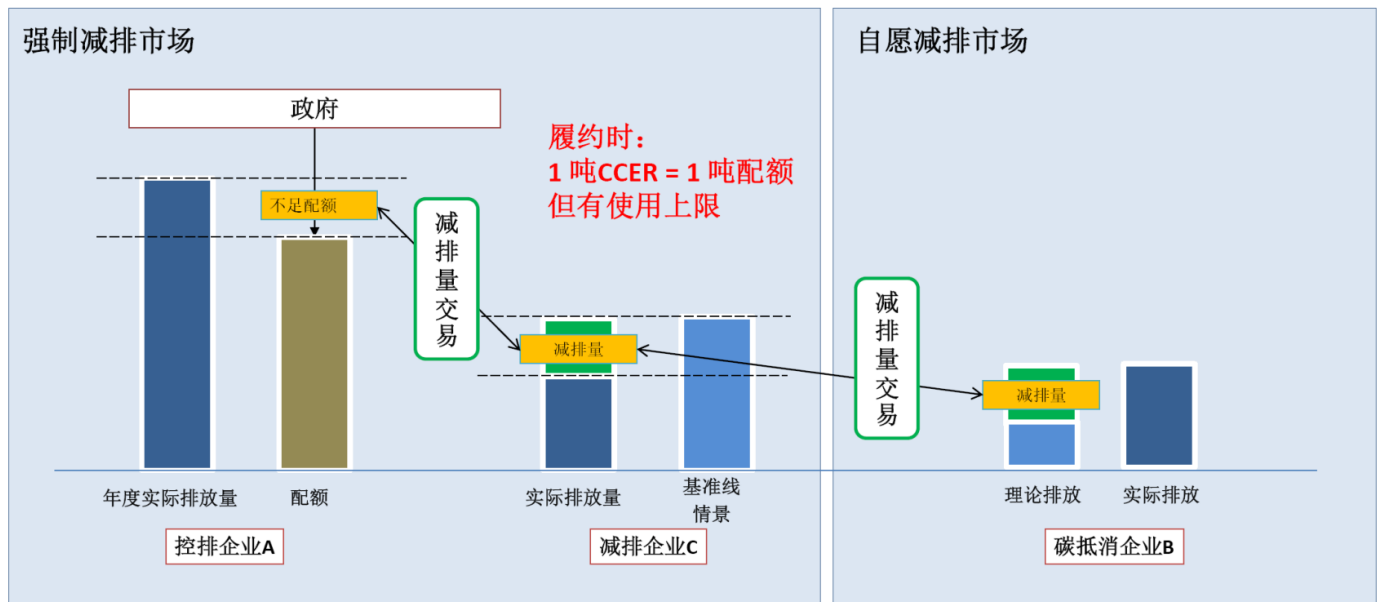 强制减排市场
政府
不足配额
减排量交易
履约时：
1 吨CCER = 1 吨配额
但有使用上限
减排量
年度实际排放量
配额
实际排放量
基准线
情景
控排企业A
减排企业C
自愿减排市场
减排量交易
减排量
理论排放
实际排放
碳抵消企业B